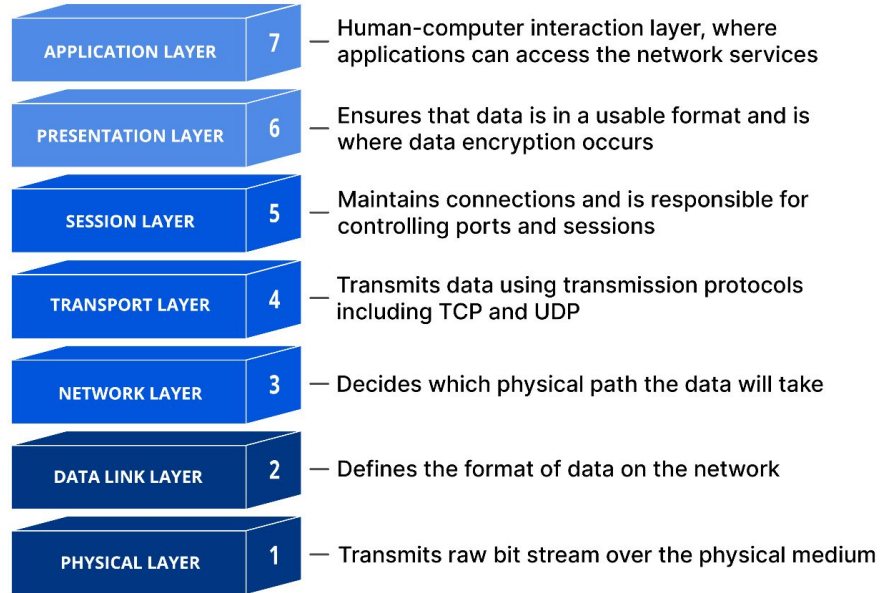 APPLICATION LAYER 7 — Human-computer interaction layer, where
applications can access the network services
PRESENTATION LAYER 6 — Ensures that data is in a usable format and is
where data encryption occurs
SESSION LAYER 5 — Maintains connections and is responsible for
controlling ports and sessions
TRANSPORT LAYER 4 — Transmits data using transmission protocols
including TCP and UDP
NETWORK LAYER 3 — Decides which physical path the data will take
DATA LINK LAYER 2 — Defines the format of data on the network
PHYSICAL LAYER 1 — Transmits raw bit stream over the physical medium